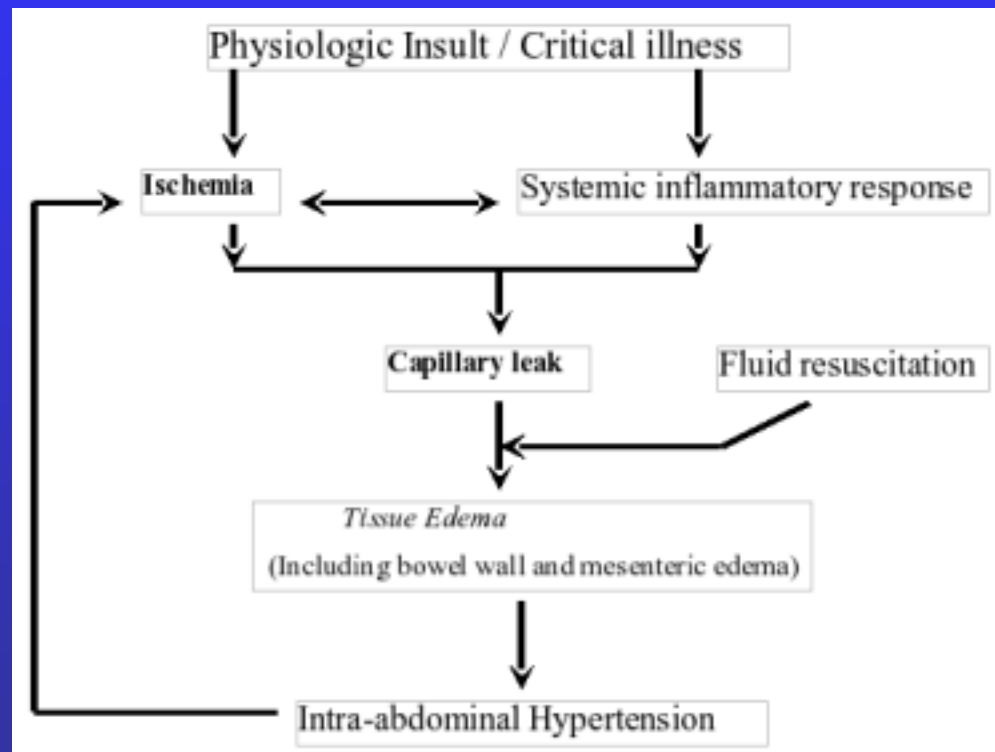 Physiologic Insult / Critical illness
Ischemia
Systemic inflammatory response
Capillary leak
Fluid resuscitation
Tissue Edema
(Including bowel wall and mesenteric edema)
Intra-abdominal Hypertension